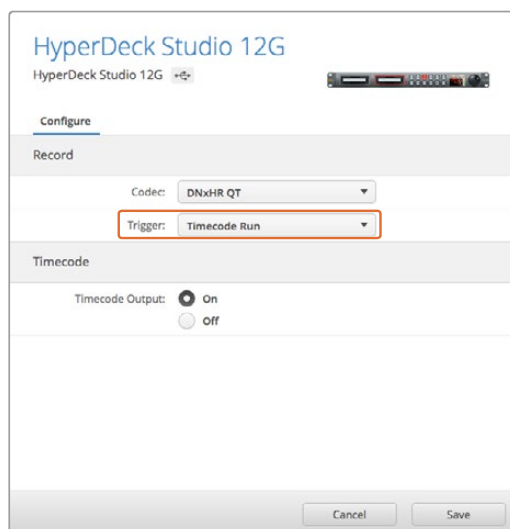 HyperDeck Studio 12G
HyperDeck Studio 12G
Configure
Record
Codec: DNxHR QT
Trigger: Timecode Run
Timecode
Timecode Output: On
Off
Cancel Save